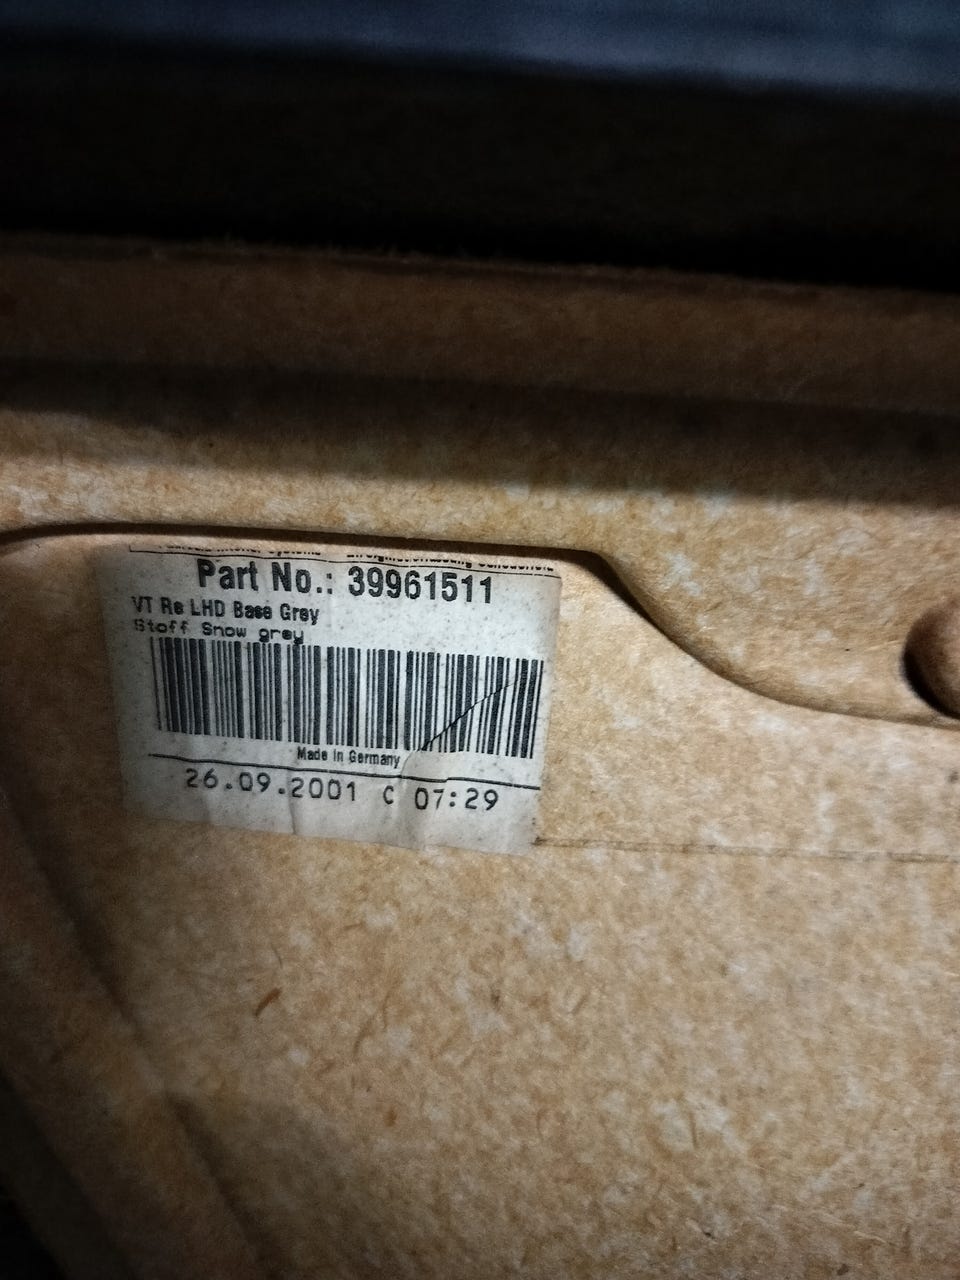 Part No.: 39961511
VT Re LHD Base Grey
Stoff Snow grey
Made in Germany
26.09.2001 C 07:29